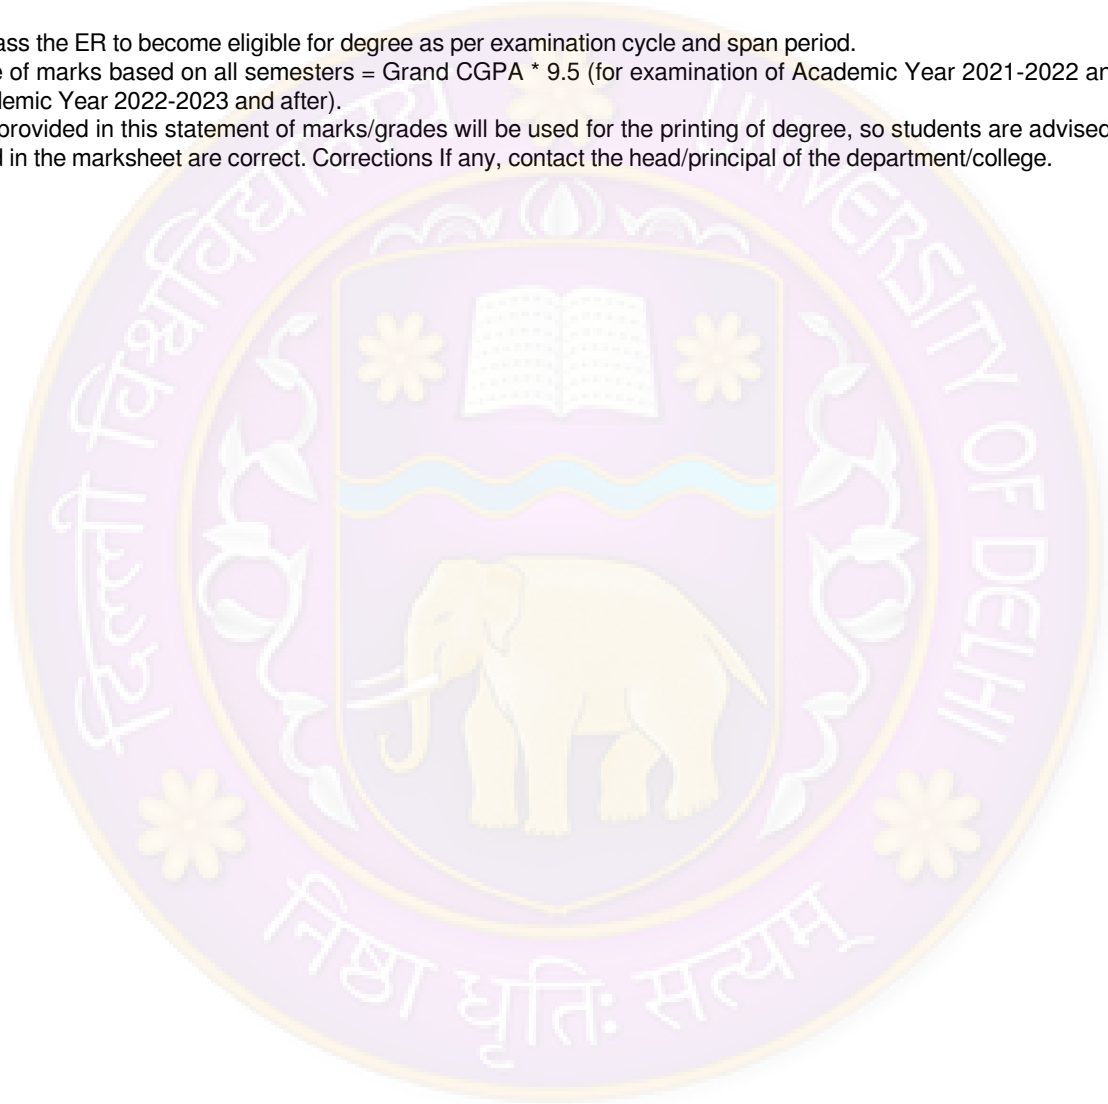 ass the ER to become eligible for degree as per examination cycle and span period.
e of marks based on all semesters = Grand CGPA * 9.5 (for examination of Academic Year 2021-2022 an
demic Year 2022-2023 and after).
provided in this statement of marks/grades will be used for the printing of degree, so students are advised
d in the marksheet are correct. Corrections If any, contact the head/principal of the department/college.
दिल्ली विश्वविद्यालय
UNIVERSITY OF DELHI
निष्ठा धृतिः सत्यम्